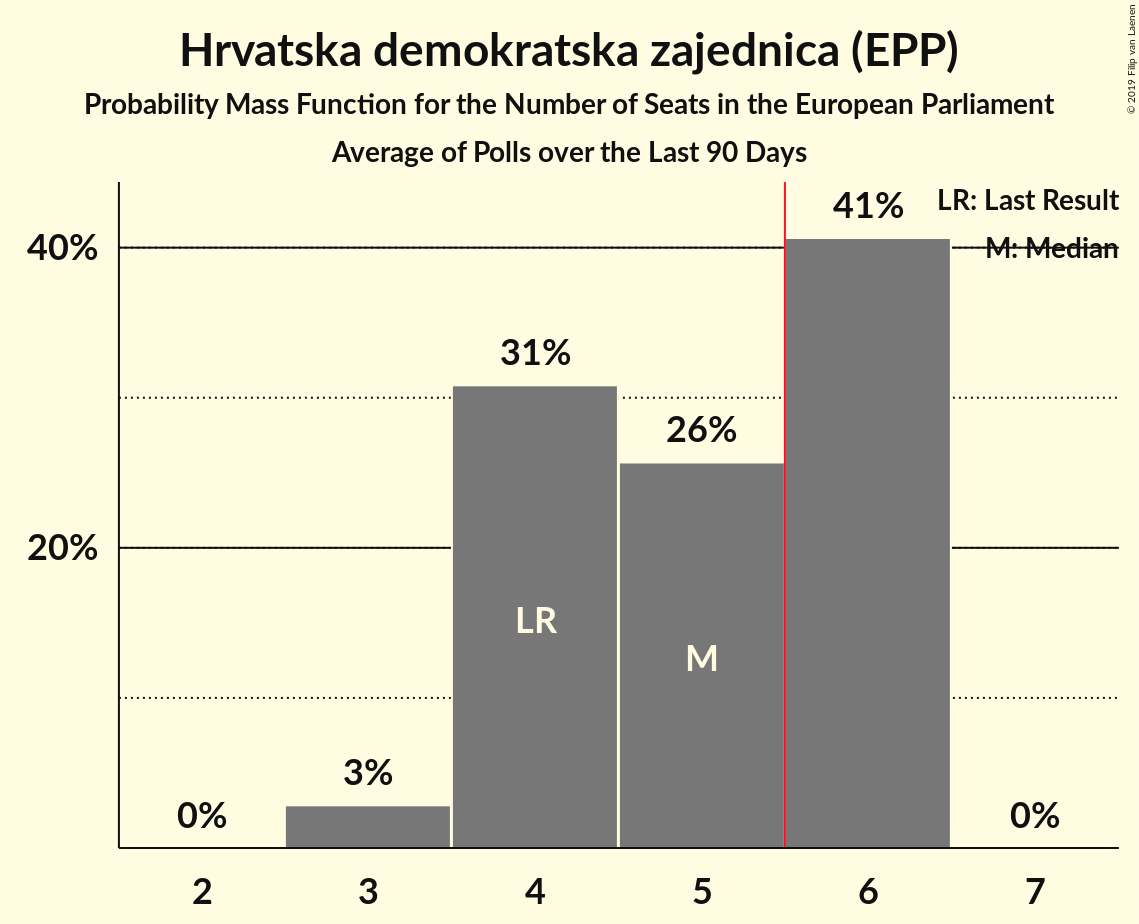 Hrvatska demokratska zajednica (EPP)
Probability Mass Function for the Number of Seats in the European Parliament
Average of Polls over the Last 90 Days
© 2019 Filip van Laenen
LR: Last Result
M: Median
40%
20%
0%
3%
31%
26%
41%
0%
LR
M
2 3 4 5 6 7